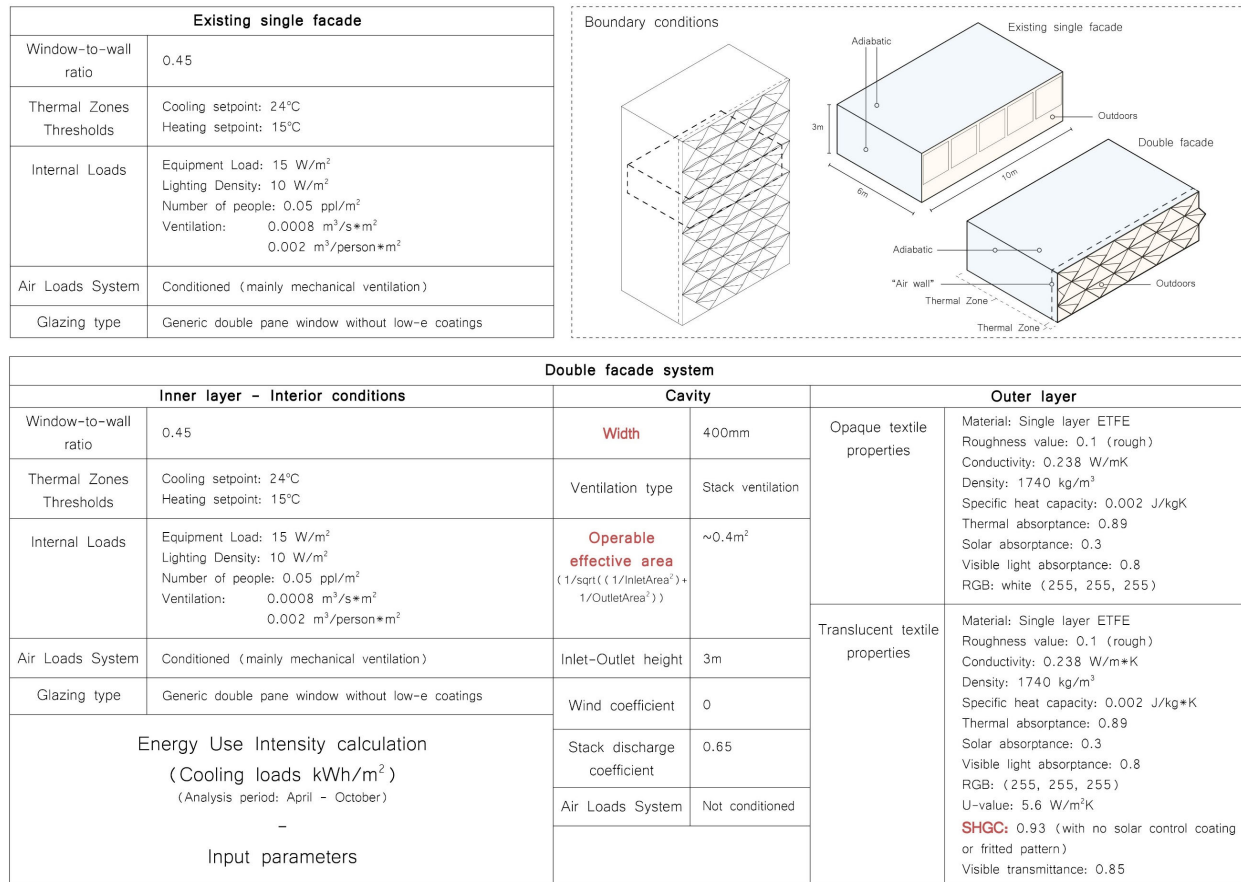 Existing single facade
Window-to-wall
ratio
0.45
Thermal Zones
Thresholds
Cooling setpoint: 24°C
Heating setpoint: 15°C
Internal Loads
Equipment Load: 15 W/m²
Lighting Density: 10 W/m²
Number of people: 0.05 ppl/m²
Ventilation: 0.0008 m³/s*m²
0.002 m³/person*m²
Air Loads System
Conditioned (mainly mechanical ventilation)
Glazing type
Generic double pane window without low-e coatings
Boundary conditions
Existing single facade
Adiabatic
3m
Outdoors
6m
10m
Double facade
Adiabatic
"Air wall"
Outdoors
Thermal Zone
Thermal Zone
Double facade system
Inner layer - Interior conditions
Window-to-wall
ratio
0.45
Thermal Zones
Thresholds
Cooling setpoint: 24°C
Heating setpoint: 15°C
Internal Loads
Equipment Load: 15 W/m²
Lighting Density: 10 W/m²
Number of people: 0.05 ppl/m²
Ventilation: 0.0008 m³/s*m²
0.002 m³/person*m²
Air Loads System
Conditioned (mainly mechanical ventilation)
Glazing type
Generic double pane window without low-e coatings
Energy Use Intensity calculation
(Cooling loads kWh/m²)
(Analysis period: April - October)
-
Input parameters
Cavity
Width
400mm
Ventilation type
Stack ventilation
Operable
effective area
(1/sqrt((1/InletArea²)+
1/OutletArea²))
~0.4m²
Inlet-Outlet height
3m
Wind coefficient
0
Stack discharge
coefficient
0.65
Air Loads System
Not conditioned
Outer layer
Opaque textile
properties
Material: Single layer ETFE
Roughness value: 0.1 (rough)
Conductivity: 0.238 W/mK
Density: 1740 kg/m³
Specific heat capacity: 0.002 J/kgK
Thermal absorptance: 0.89
Solar absorptance: 0.3
Visible light absorptance: 0.8
RGB: white (255, 255, 255)
Translucent textile
properties
Material: Single layer ETFE
Roughness value: 0.1 (rough)
Conductivity: 0.238 W/m*K
Density: 1740 kg/m³
Specific heat capacity: 0.002 J/kg*K
Thermal absorptance: 0.89
Solar absorptance: 0.3
Visible light absorptance: 0.8
RGB: (255, 255, 255)
U-value: 5.6 W/m²K
SHGC: 0.93 (with no solar control coating
or fritted pattern)
Visible transmittance: 0.85